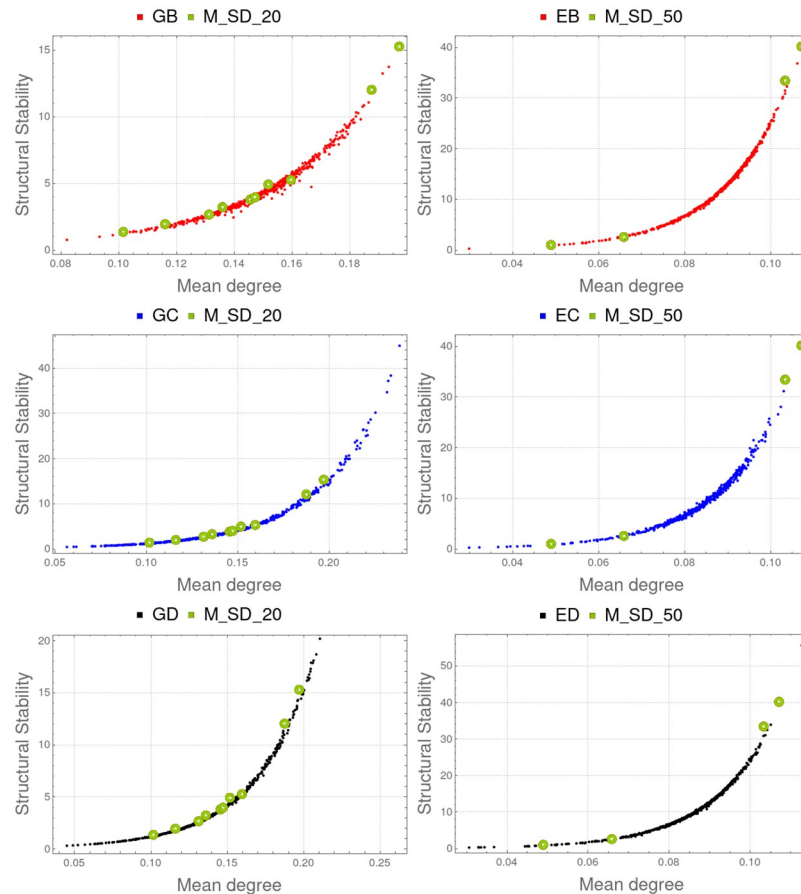 GB M_SD_20
15
10
5
0
Structural Stability
0.08 0.10 0.12 0.14 0.16 0.18
Mean degree
EB M_SD_50
40
30
20
10
0
Structural Stability
0.04 0.06 0.08 0.10
Mean degree
GC M_SD_20
40
30
20
10
0
Structural Stability
0.05 0.10 0.15 0.20
Mean degree
EC M_SD_50
40
30
20
10
0
Structural Stability
0.04 0.06 0.08 0.10
Mean degree
GD M_SD_20
20
15
10
5
0
Structural Stability
0.05 0.10 0.15 0.20 0.25
Mean degree
ED M_SD_50
50
40
30
20
10
0
Structural Stability
0.04 0.06 0.08 0.10
Mean degree